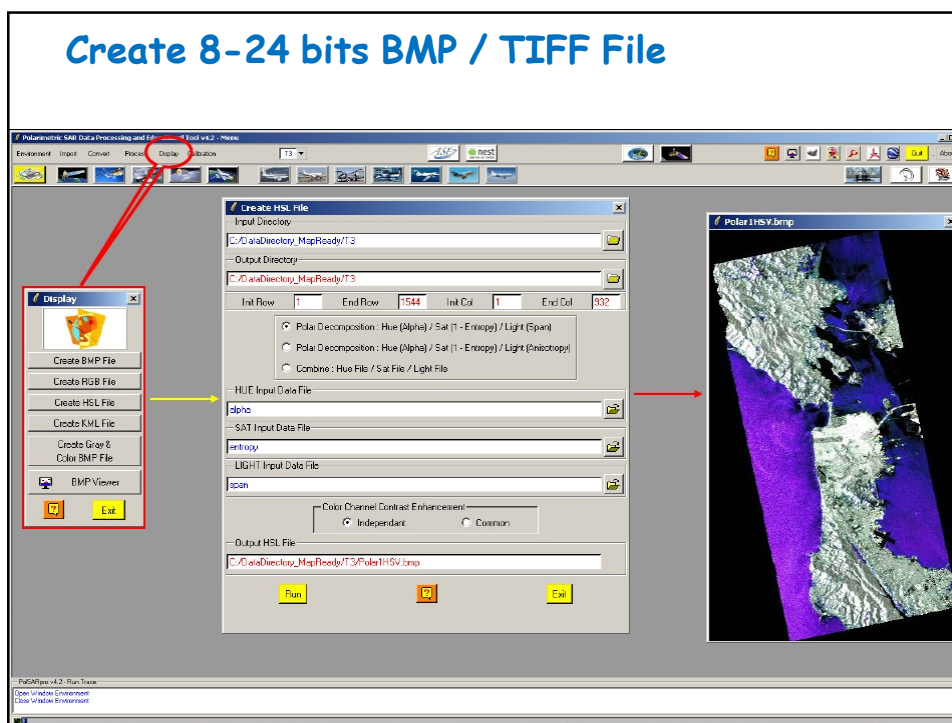 Create 8-24 bits BMP / TIFF File
Polarimetric SAR Data Processing and Educational Tool v4.2 - Menu
Environment Import Convert Process Display Calibration T3 ASF nest Quit
Create HSL File
Input Directory
C:/DataDirectory_MapReady/T3
Output Directory
C:/DataDirectory_MapReady/T3
Init Row 1 End Row 1544 Init Col 1 End Col 932
Polar Decomposition : Hue (Alpha) / Sat (1 - Entropy) / Light (Span)
Polar Decomposition : Hue (Alpha) / Sat (1 - Entropy) / Light (Anisotropy)
Combine : Hue File / Sat File / Light File
HUE Input Data File
alpha
SAT Input Data File
entropy
LIGHT Input Data File
span
Color Channel Contrast Enhancement
Independant Common
Output HSL File
C:/DataDirectory_MapReady/T3/Polar1HSV.bmp
Run Exit
Display
Create BMP File
Create RGB File
Create HSL File
Create KML File
Create Gray &
Color BMP File
BMP Viewer
Exit
Polar1HSV.bmp
PolSARpro v4.2 - Run Trace
Open Window Environment
Close Window Environment